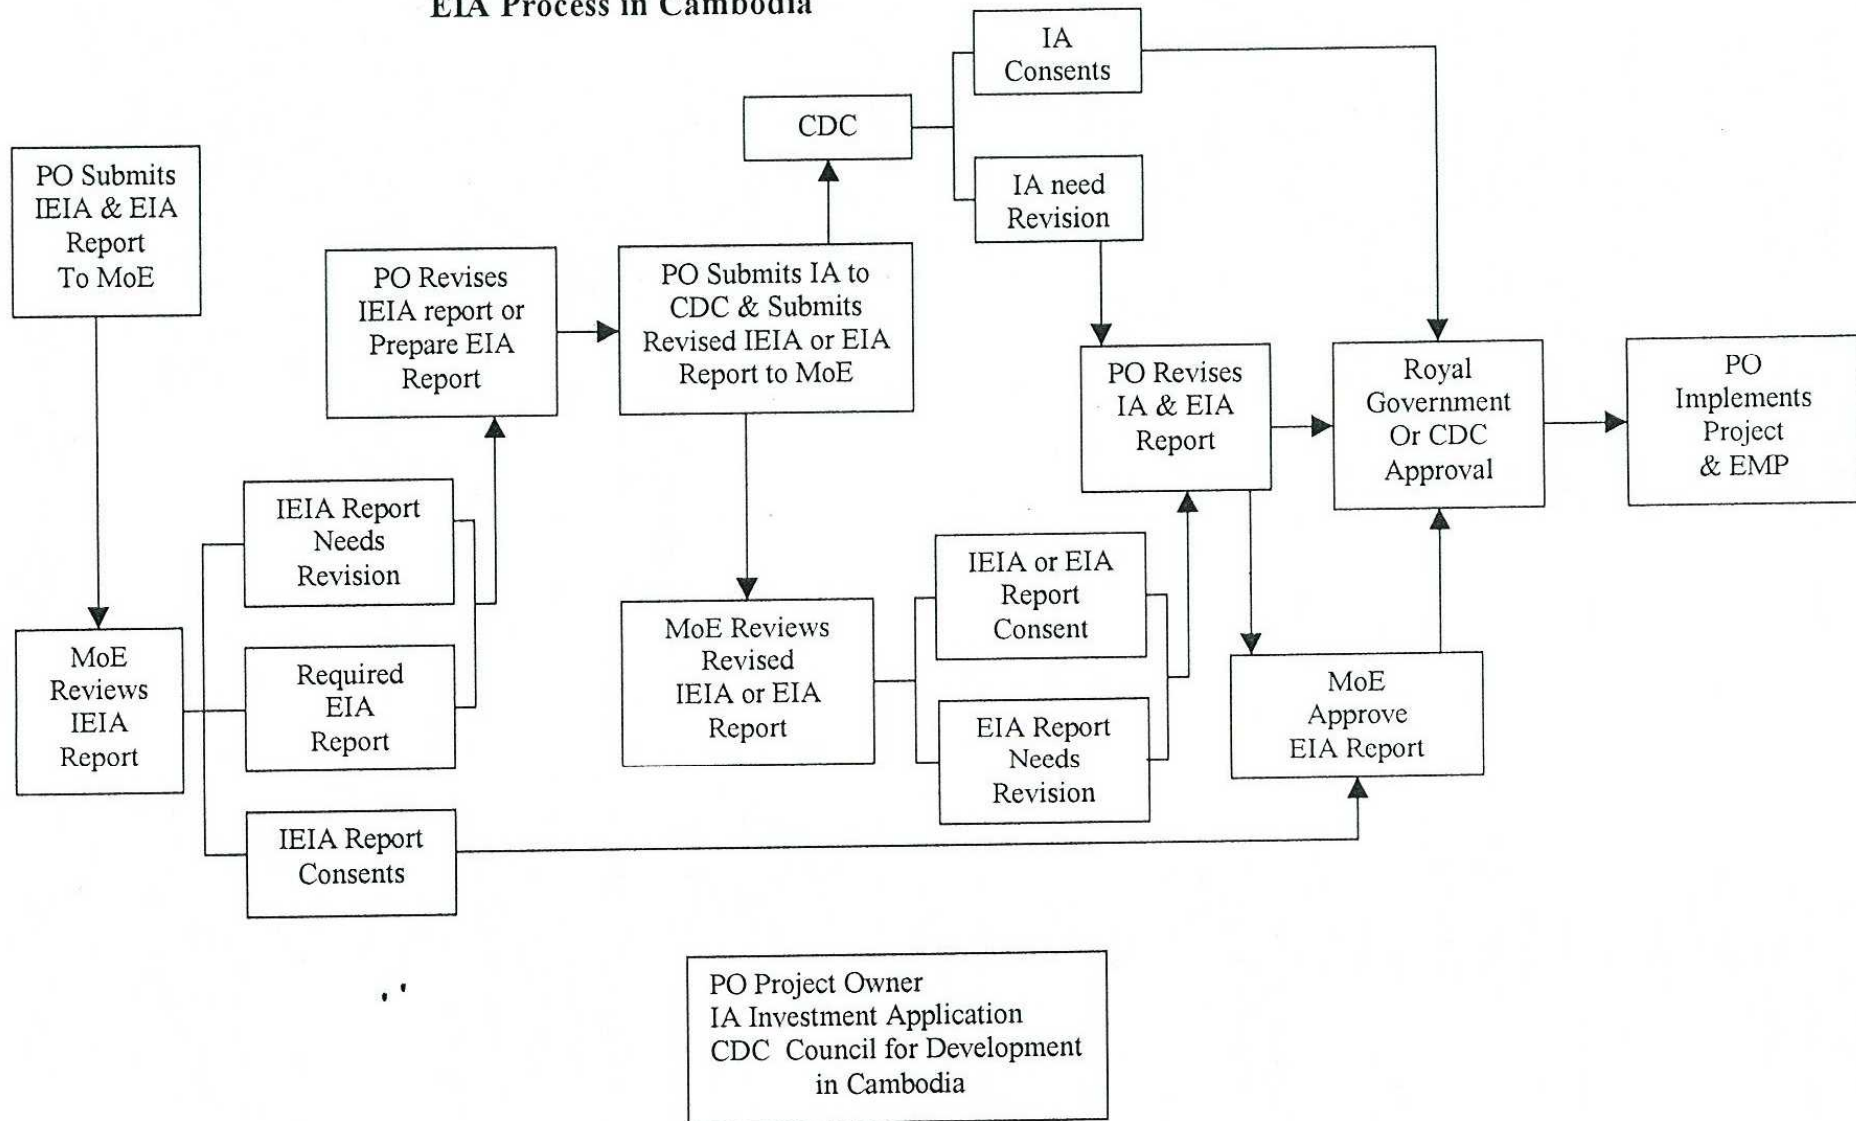 EIA Process in Cambodia
IA
Consents
CDC
PO Submits
IEIA & EIA
Report
To MoE
IA need
Revision
PO Revises
IEIA report or
Prepare EIA
Report
PO Submits IA to
CDC & Submits
Revised IEIA or EIA
Report to MoE
PO Revises
IA & EIA
Report
Royal
Government
Or CDC
Approval
PO
Implements
Project
& EMP
IEIA Report
Needs
Revision
IEIA or EIA
Report
Consent
MoE
Reviews
IEIA
Report
Required
EIA
Report
MoE Reviews
Revised
IEIA or EIA
Report
EIA Report
Needs
Revision
MoE
Approve
EIA Report
IEIA Report
Consents
PO Project Owner
IA Investment Application
CDC Council for Development
in Cambodia